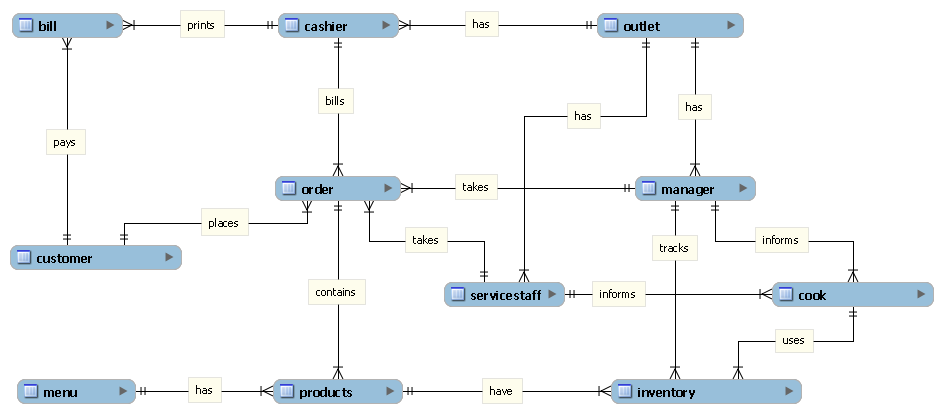 bill
prints
cashier
has
outlet
bills
has
has
pays
order
takes
manager
places
takes
tracks
informs
customer
contains
servicestaff
informs
cook
uses
menu
has
products
have
inventory